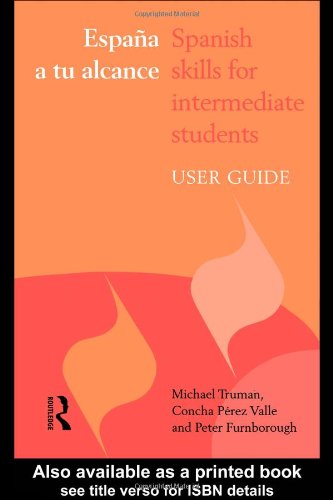 España
a tu alcance
Spanish
skills for
intermediate
students
USER GUIDE
Michael Truman,
Concha Pérez Valle
and Peter Furnborough
ROUTLEDGE
Also available as a printed book
see title verso for ISBN details